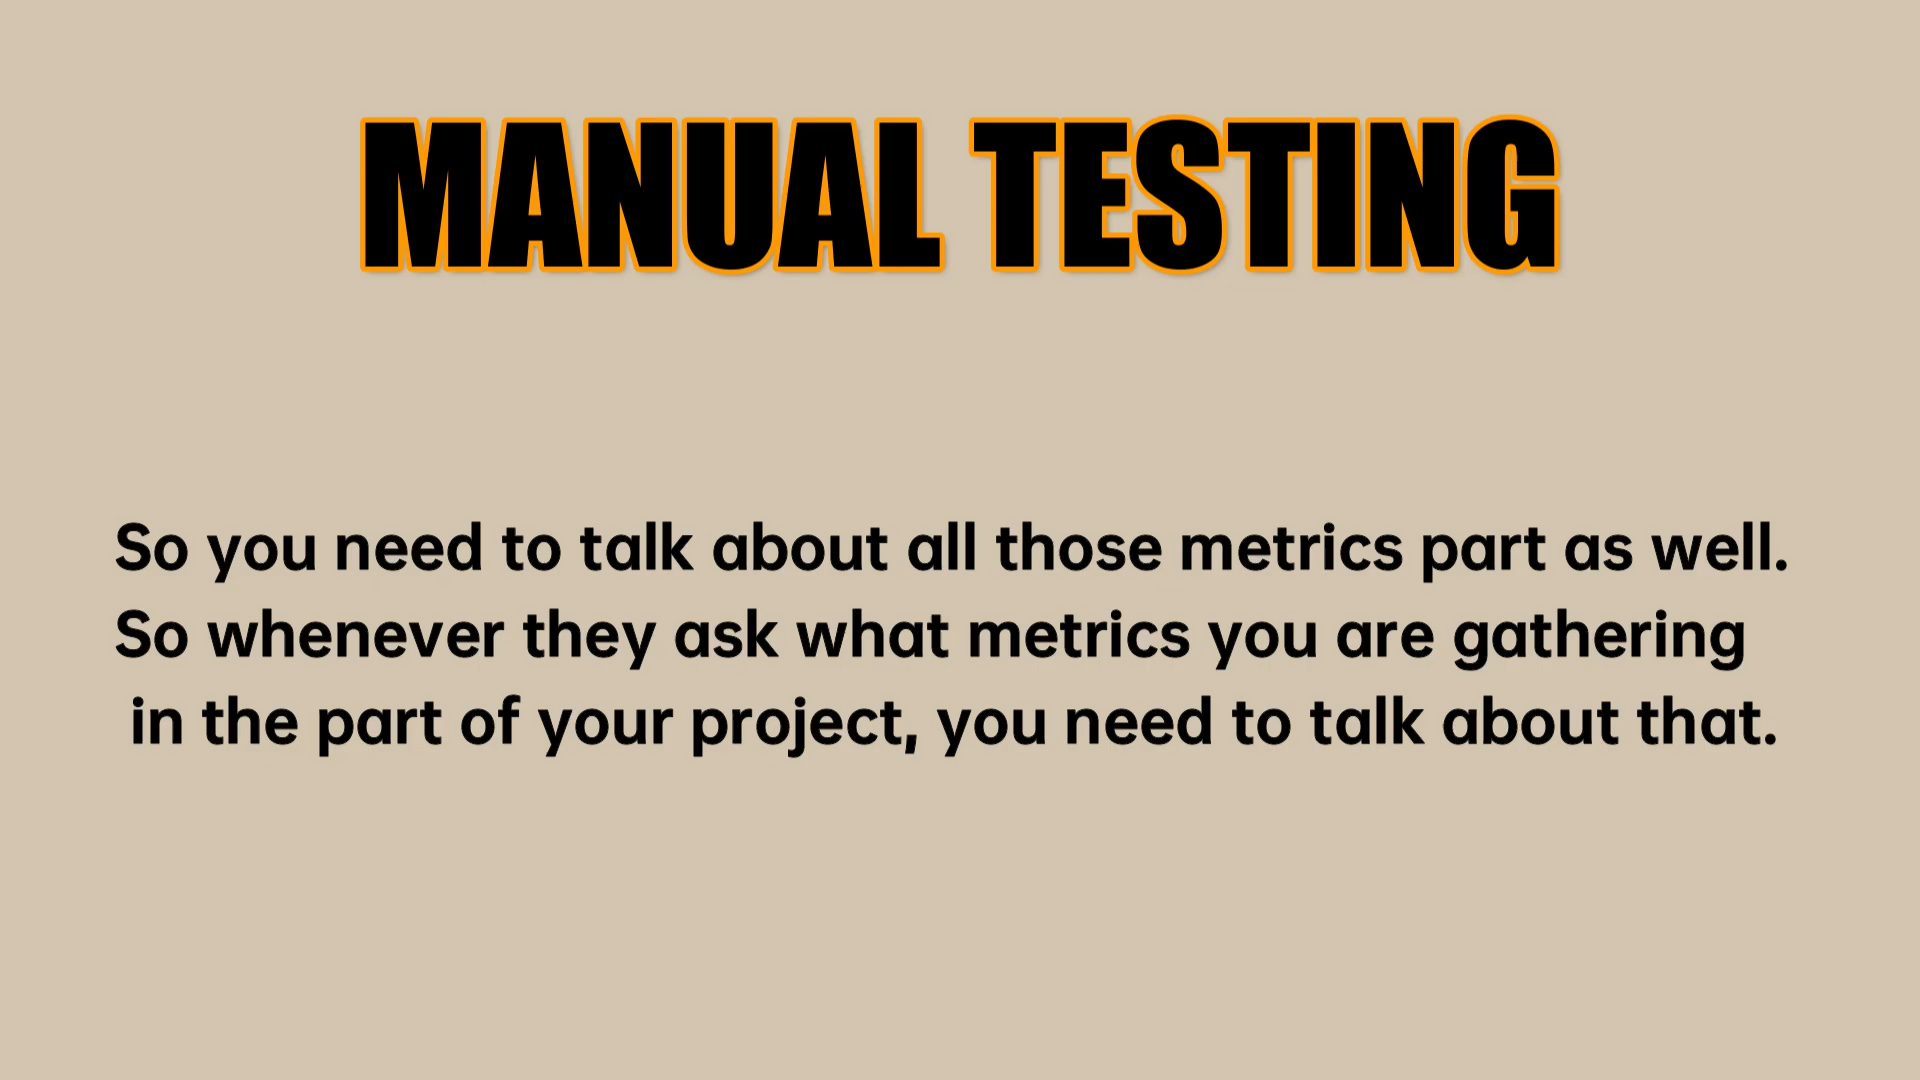 MANUAL TESTING
So you need to talk about all those metrics part as well.
So whenever they ask what metrics you are gathering
in the part of your project, you need to talk about that.